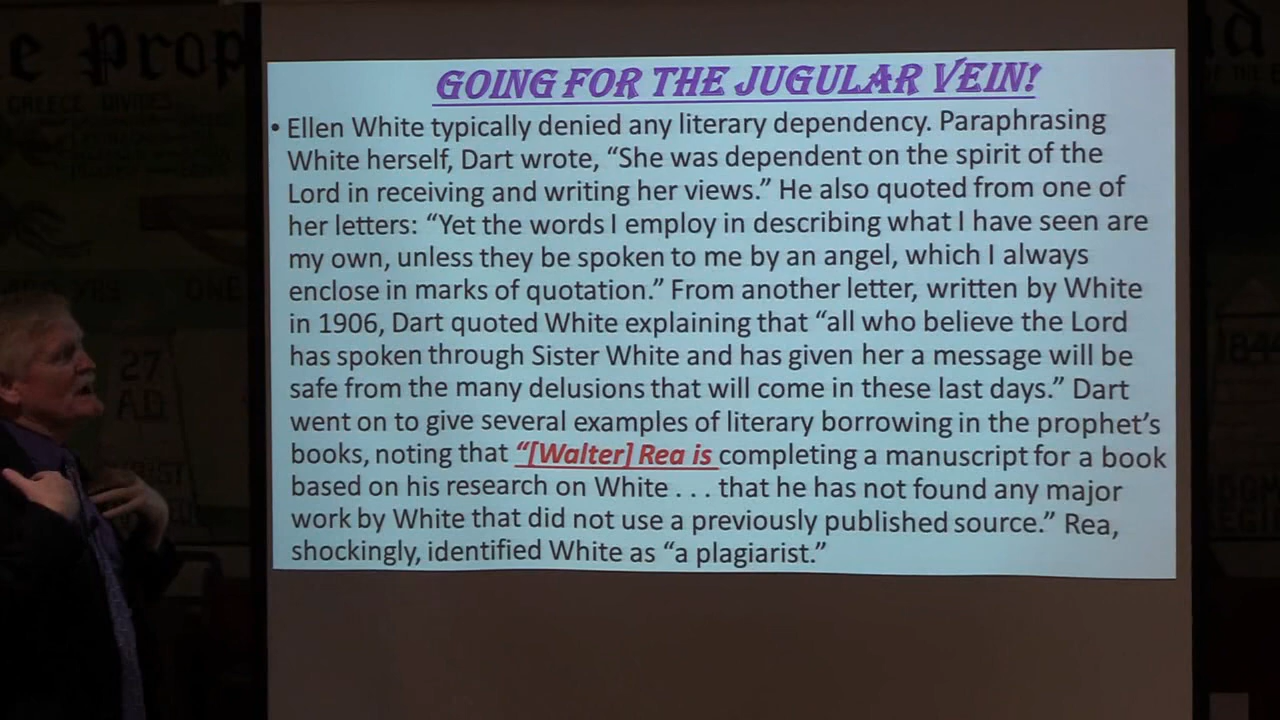 e Prop
GREECE DIVIDES
GOING FOR THE JUGULAR VEIN!
• Ellen White typically denied any literary dependency. Paraphrasing
White herself, Dart wrote, “She was dependent on the spirit of the
Lord in receiving and writing her views.” He also quoted from one of
her letters: “Yet the words I employ in describing what I have seen are
my own, unless they be spoken to me by an angel, which I always
enclose in marks of quotation.” From another letter, written by White
in 1906, Dart quoted White explaining that “all who believe the Lord
has spoken through Sister White and has given her a message will be
safe from the many delusions that will come in these last days.” Dart
went on to give several examples of literary borrowing in the prophet’s
books, noting that “[Walter] Rea is completing a manuscript for a book
based on his research on White . . . that he has not found any major
work by White that did not use a previously published source.” Rea,
shockingly, identified White as “a plagiarist.”
ONE
27
AD
1844